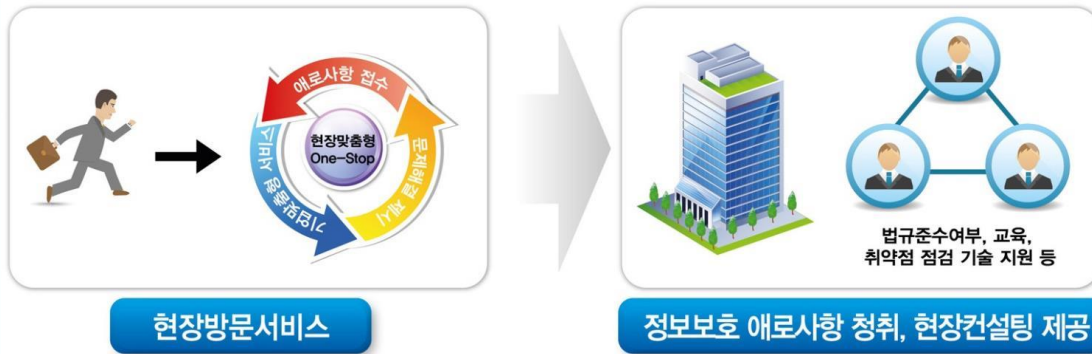 애로사항 접수
현장맞춤형
One-Stop
기업맞춤형 서비스
문제해결 제시
법규준수여부, 교육,
취약점 점검 기술 지원 등
현장방문서비스
정보보호 애로사항 청취, 현장컨설팅 제공